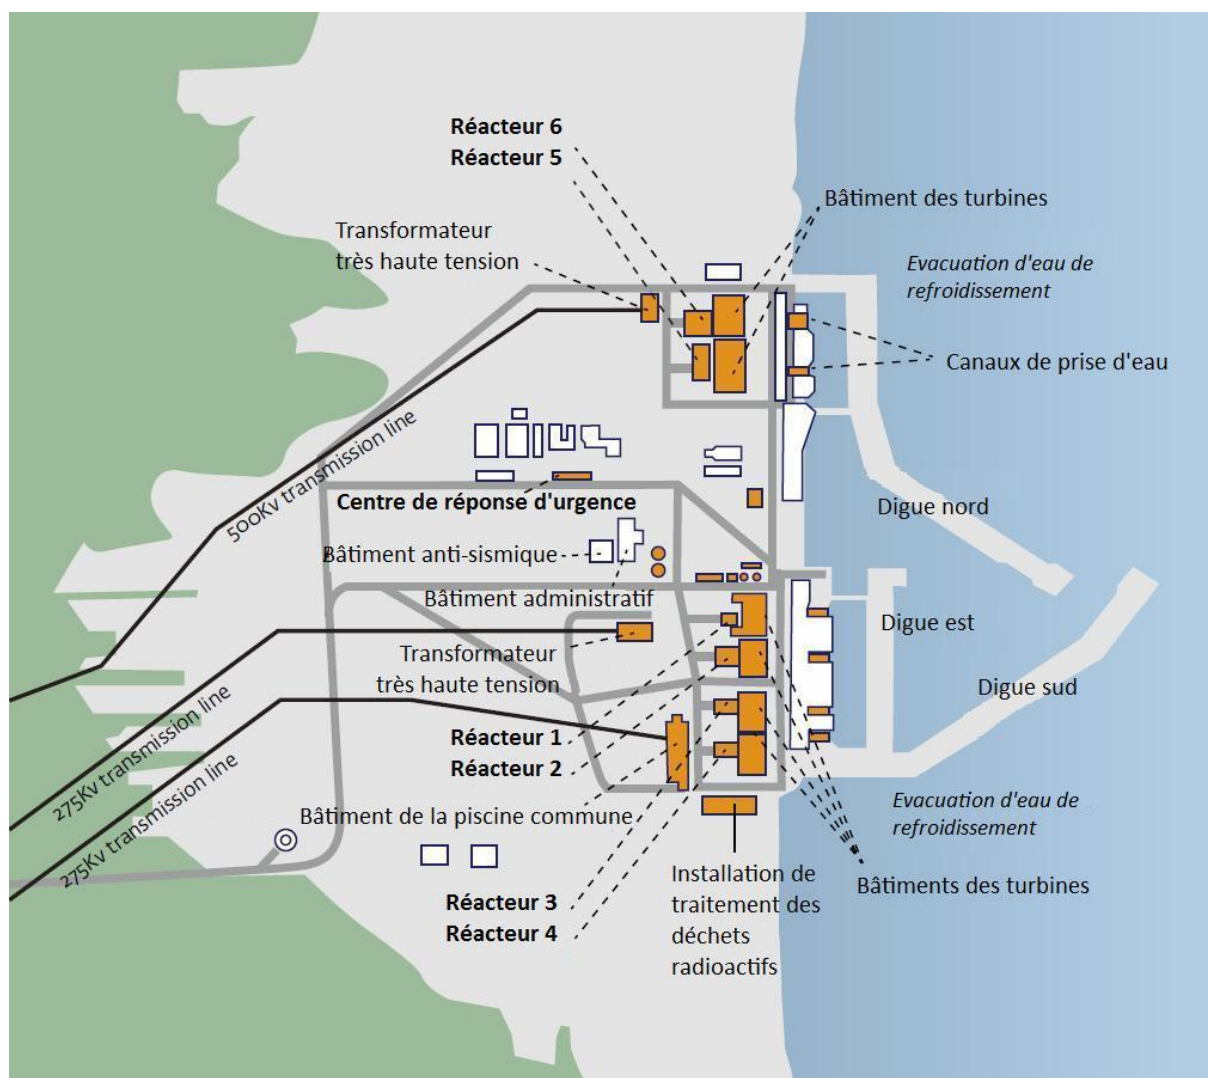 Réacteur 6
Réacteur 5
Bâtiment des turbines
Transformateur
très haute tension
Evacuation d'eau de
refroidissement
Canaux de prise d'eau
500Kv transmission line
Centre de réponse d'urgence
Digue nord
Bâtiment anti-sismique
Bâtiment administratif
Digue est
Transformateur
très haute tension
Digue sud
275Kv transmission line
Réacteur 1
Réacteur 2
275Kv transmission line
Bâtiment de la piscine commune
Evacuation d'eau de
refroidissement
Installation de
traitement des
déchets
radioactifs
Bâtiments des turbines
Réacteur 3
Réacteur 4